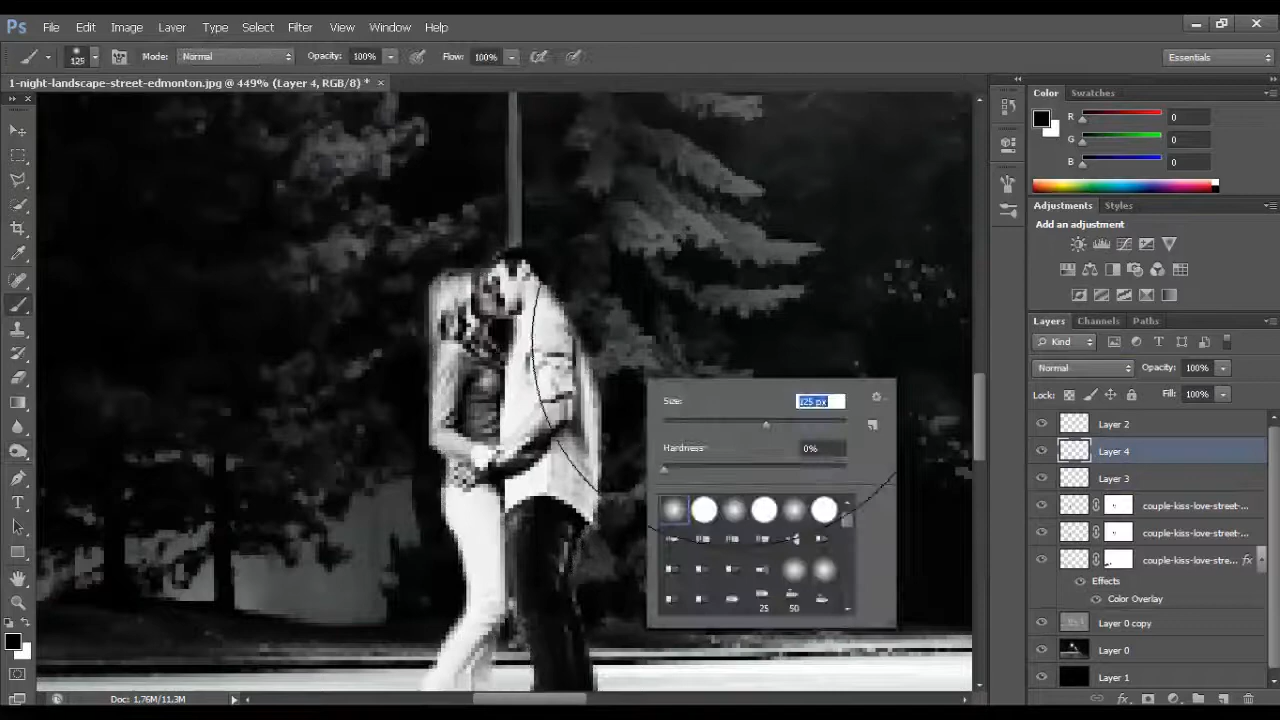 Ps File Edit Image Layer Type Select Filter View Window Help
125 Mode: Normal Opacity: 100% Flow: 100% Essentials
1-night-landscape-street-edmonton.jpg @ 449% (Layer 4, RGB/8) *
Color Swatches
R 0
G 0
B 0
Adjustments Styles
Add an adjustment
Layers Channels Paths
Kind
Normal Opacity: 100%
Lock: Fill: 100%
Layer 2
Layer 4
Layer 3
couple-kiss-love-street-...
couple-kiss-love-street-...
couple-kiss-love-stre... fx
Effects
Color Overlay
Layer 0 copy
Layer 0
Layer 1
Size: 125 px
Hardness: 0%
25 50
Doc: 1.76M/11.3M